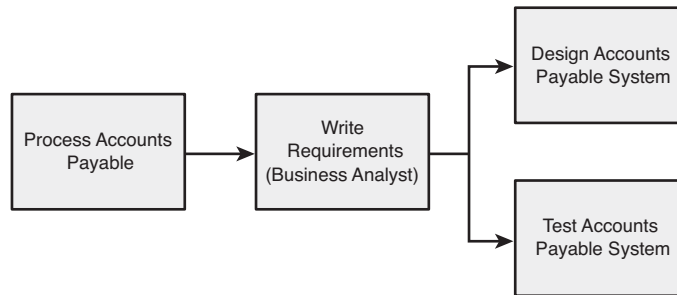 Process Accounts
Payable
Write
Requirements
(Business Analyst)
Design Accounts
Payable System
Test Accounts
Payable System